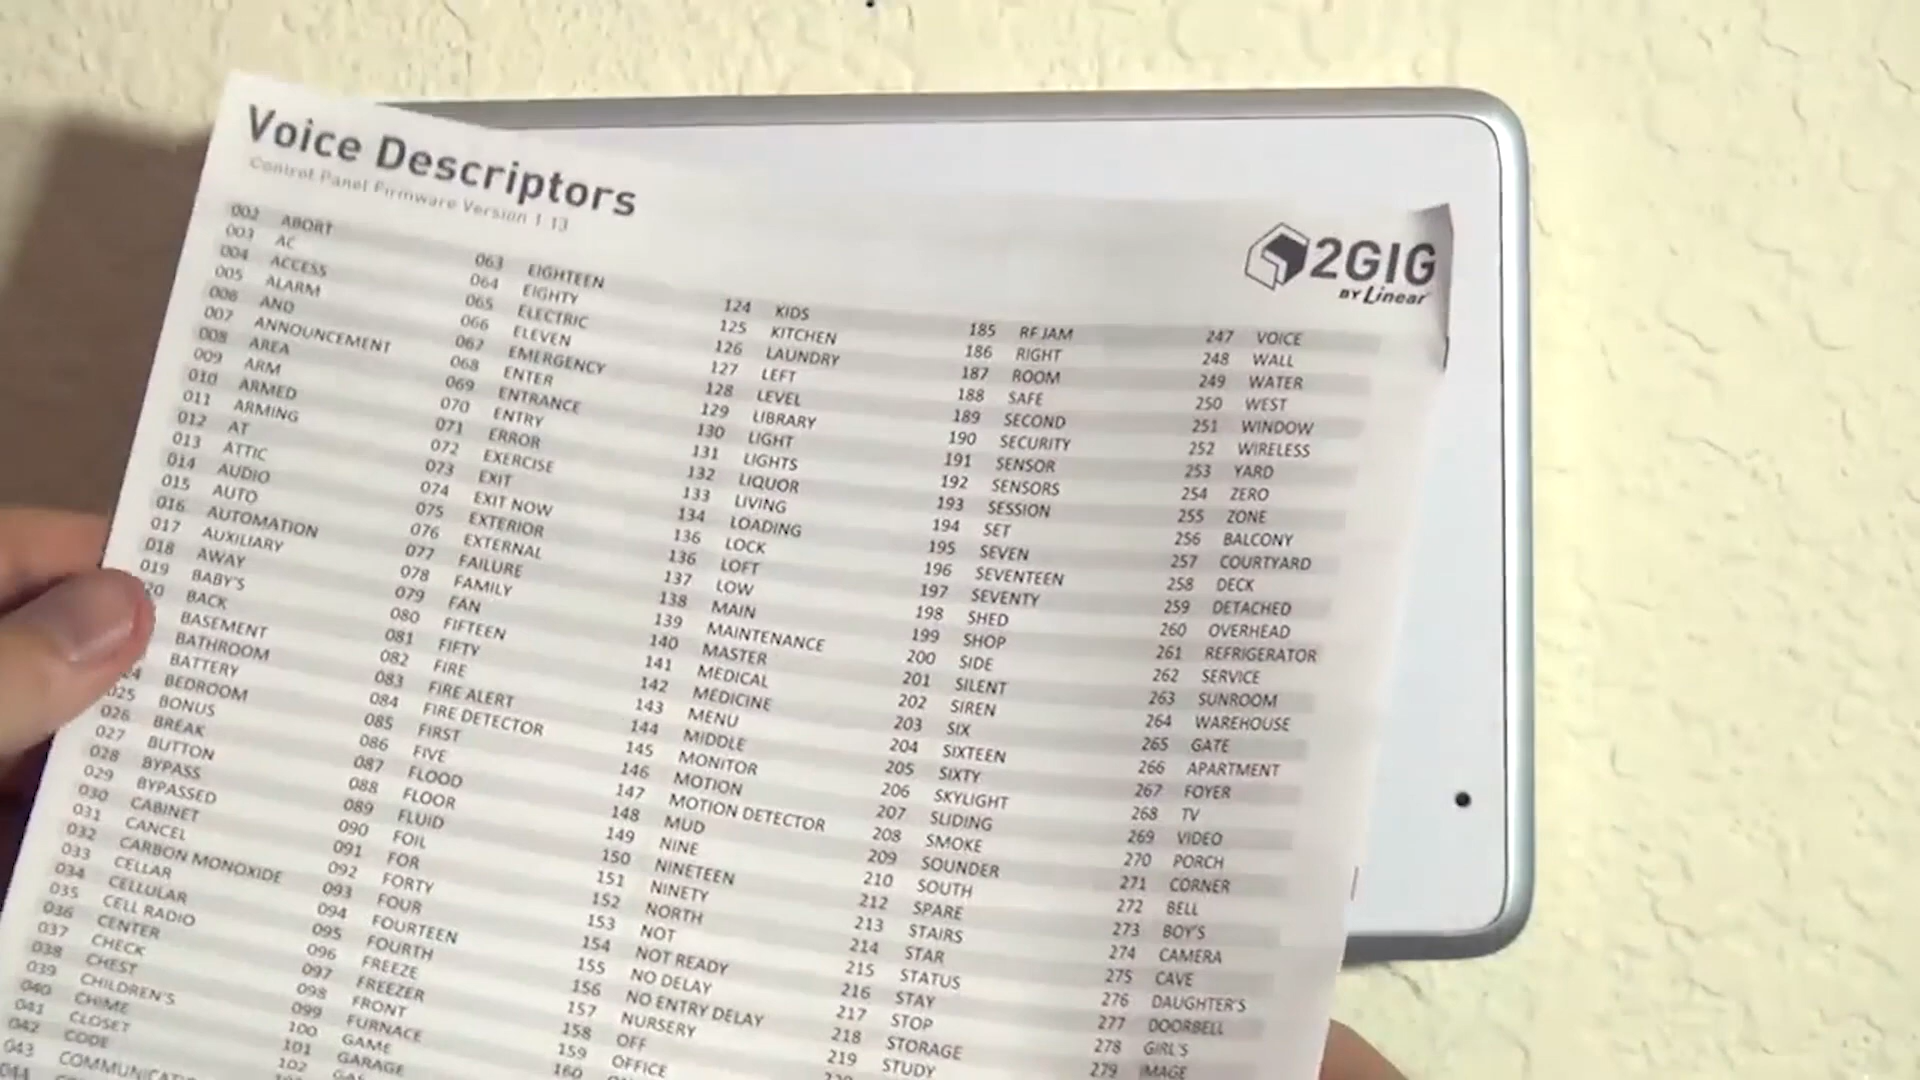 Voice Descriptors
Control Panel Firmware Version 1.13
2GIG
BY Linear
002 ABORT
003 AC
004 ACCESS
005 ALARM
006 AND
007 ANNOUNCEMENT
008 AREA
009 ARM
010 ARMED
011 ARMING
012 AT
013 ATTIC
014 AUDIO
015 AUTO
016 AUTOMATION
017 AUXILIARY
018 AWAY
019 BABY'S
20 BACK
BASEMENT
BATHROOM
BATTERY
24 BEDROOM
025 BONUS
026 BREAK
027 BUTTON
028 BYPASS
029 BYPASSED
030 CABINET
031 CANCEL
032 CARBON MONOXIDE
033 CELLAR
034 CELLULAR
035 CELL RADIO
036 CENTER
037 CHECK
038 CHEST
039 CHILDREN'S
040 CHIME
041 CLOSET
042 CODE
043
044
063 EIGHTEEN
064 EIGHTY
065 ELECTRIC
066 ELEVEN
067 EMERGENCY
068 ENTER
069 ENTRANCE
070 ENTRY
071 ERROR
072 EXERCISE
073 EXIT
074 EXIT NOW
075 EXTERIOR
076 EXTERNAL
077 FAILURE
078 FAMILY
079 FAN
080 FIFTEEN
081 FIFTY
082 FIRE
083 FIRE ALERT
084 FIRE DETECTOR
085 FIRST
086 FIVE
087 FLOOD
088 FLOOR
089 FLUID
090 FOIL
091 FOR
092 FORTY
093 FOUR
094 FOURTEEN
095 FOURTH
096 FREEZE
097 FREEZER
098 FRONT
099 FURNACE
100 GAME
101 GARAGE
102
124 KIDS
125 KITCHEN
126 LAUNDRY
127 LEFT
128 LEVEL
129 LIBRARY
130 LIGHT
131 LIGHTS
132 LIQUOR
133 LIVING
134 LOADING
136 LOCK
136 LOFT
137 LOW
138 MAIN
139 MAINTENANCE
140 MASTER
141 MEDICAL
142 MEDICINE
143 MENU
144 MIDDLE
145 MONITOR
146 MOTION
147 MOTION DETECTOR
148 MUD
149 NINE
150 NINETEEN
151 NINETY
152 NORTH
153 NOT
154 NOT READY
155 NO DELAY
156 NO ENTRY DELAY
157 NURSERY
158 OFF
159 OFFICE
160
185 RF JAM
186 RIGHT
187 ROOM
188 SAFE
189 SECOND
190 SECURITY
191 SENSOR
192 SENSORS
193 SESSION
194 SET
195 SEVEN
196 SEVENTEEN
197 SEVENTY
198 SHED
199 SHOP
200 SIDE
201 SILENT
202 SIREN
203 SIX
204 SIXTEEN
205 SIXTY
206 SKYLIGHT
207 SLIDING
208 SMOKE
209 SOUNDER
210 SOUTH
212 SPARE
213 STAIRS
214 STAR
215 STATUS
216 STAY
217 STOP
218 STORAGE
219 STUDY
247 VOICE
248 WALL
249 WATER
250 WEST
251 WINDOW
252 WIRELESS
253 YARD
254 ZERO
255 ZONE
256 BALCONY
257 COURTYARD
258 DECK
259 DETACHED
260 OVERHEAD
261 REFRIGERATOR
262 SERVICE
263 SUNROOM
264 WAREHOUSE
265 GATE
266 APARTMENT
267 FOYER
268 TV
269 VIDEO
270 PORCH
271 CORNER
272 BELL
273 BOY'S
274 CAMERA
275 CAVE
276 DAUGHTER'S
277 DOORBELL
278 GIRL'S
279 IMAGE